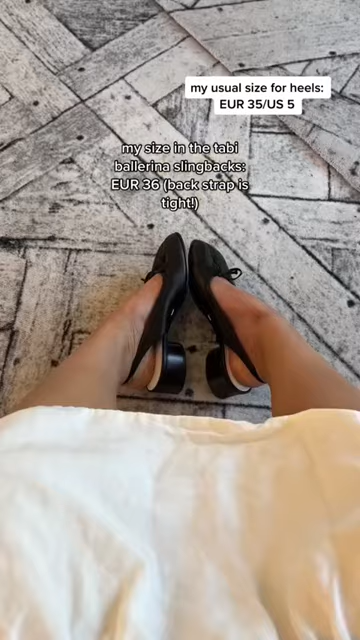 my usual size for heels:
EUR 35/US 5
my size in the tabi
ballerina slingbacks:
EUR 36 (back strap is
tight!)